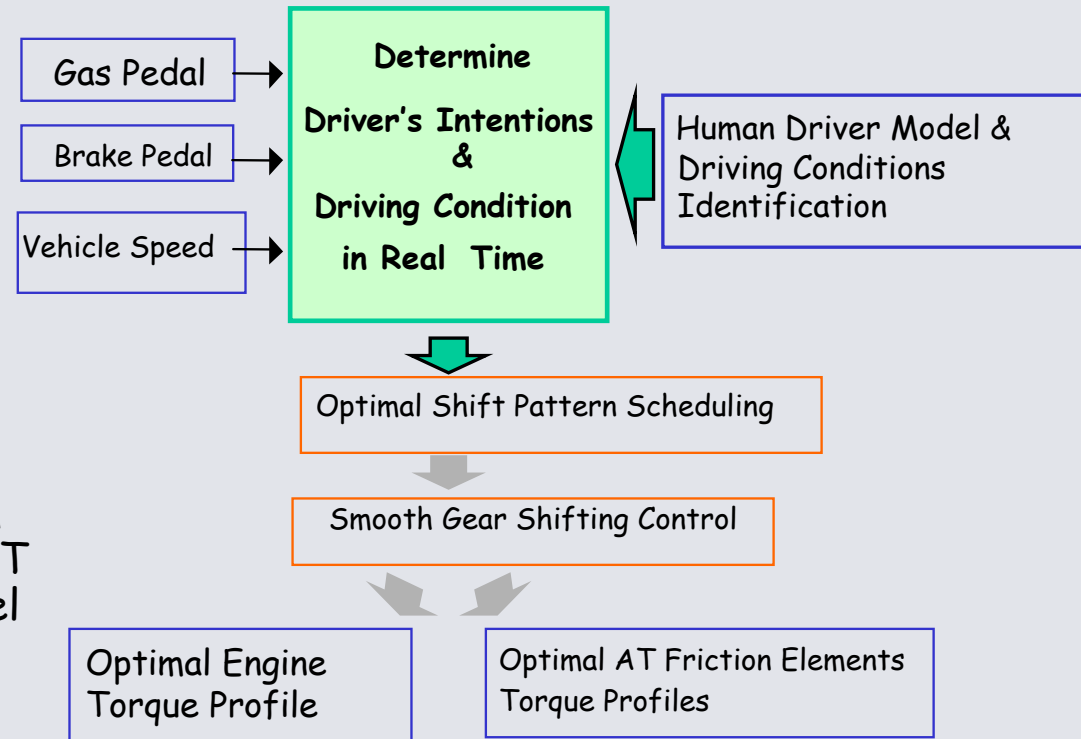 Gas Pedal
Brake Pedal
Vehicle Speed
Determine
Driver's Intentions
&
Driving Condition
in Real Time
Human Driver Model &
Driving Conditions
Identification
Optimal Shift Pattern Scheduling
Smooth Gear Shifting Control
T
el
Optimal Engine
Torque Profile
Optimal AT Friction Elements
Torque Profiles